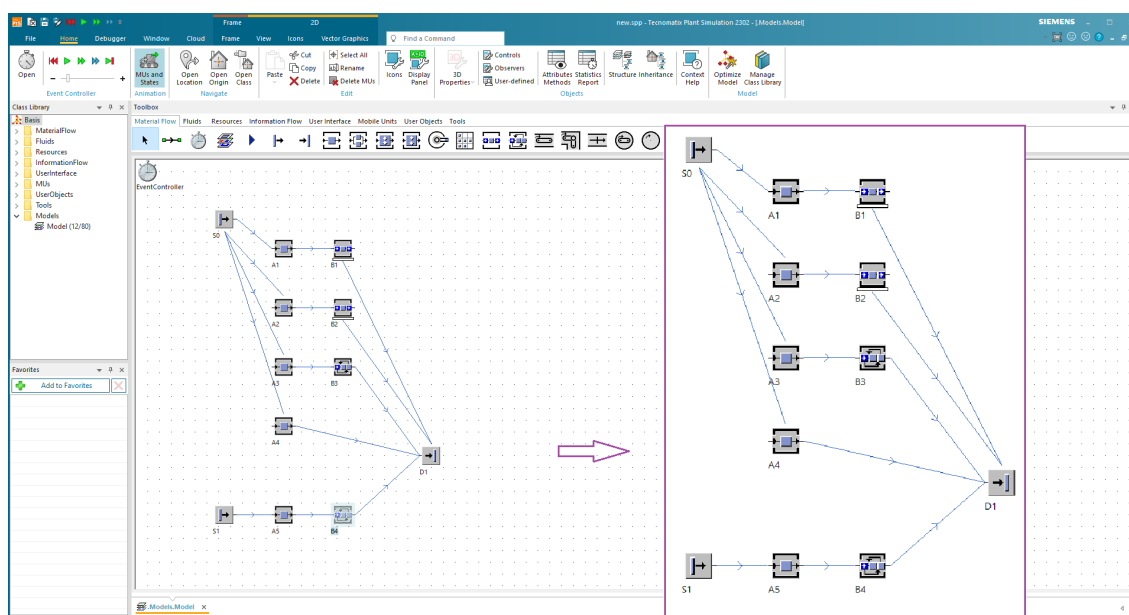 Frame 2D new.spp - Tecnomatix Plant Simulation 2302 - [.Models.Model] SIEMENS
File Home Debugger Window Cloud Frame View Icons Vector Graphics Find a Command
Open
Event Controller
MUs and States
Animation
Open Location
Open Origin
Open Class
Navigate
Paste
Cut
Copy
Delete
Select All
Rename
Delete MUs
Edit
Icons
Display Panel
3D Properties
Controls
Observers
User-defined
Attributes Methods
Statistics Report
Structure
Inheritance
Objects
Context Help
Optimize Model
Manage Class Library
Model
Class Library
Basis
MaterialFlow
Fluids
Resources
InformationFlow
UserInterface
MUs
UserObjects
Tools
Models
Model (12/80)
Favorites
Add to Favorites
Toolbox
Material Flow Fluids Resources Information Flow User Interface Mobile Units User Objects Tools
EventController
S0
A1 B1
A2 B2
A3 B3
A4
D1
S1 A5 B4
S0
A1 B1
A2 B2
A3 B3
A4
D1
S1 A5 B4
.Models.Model x